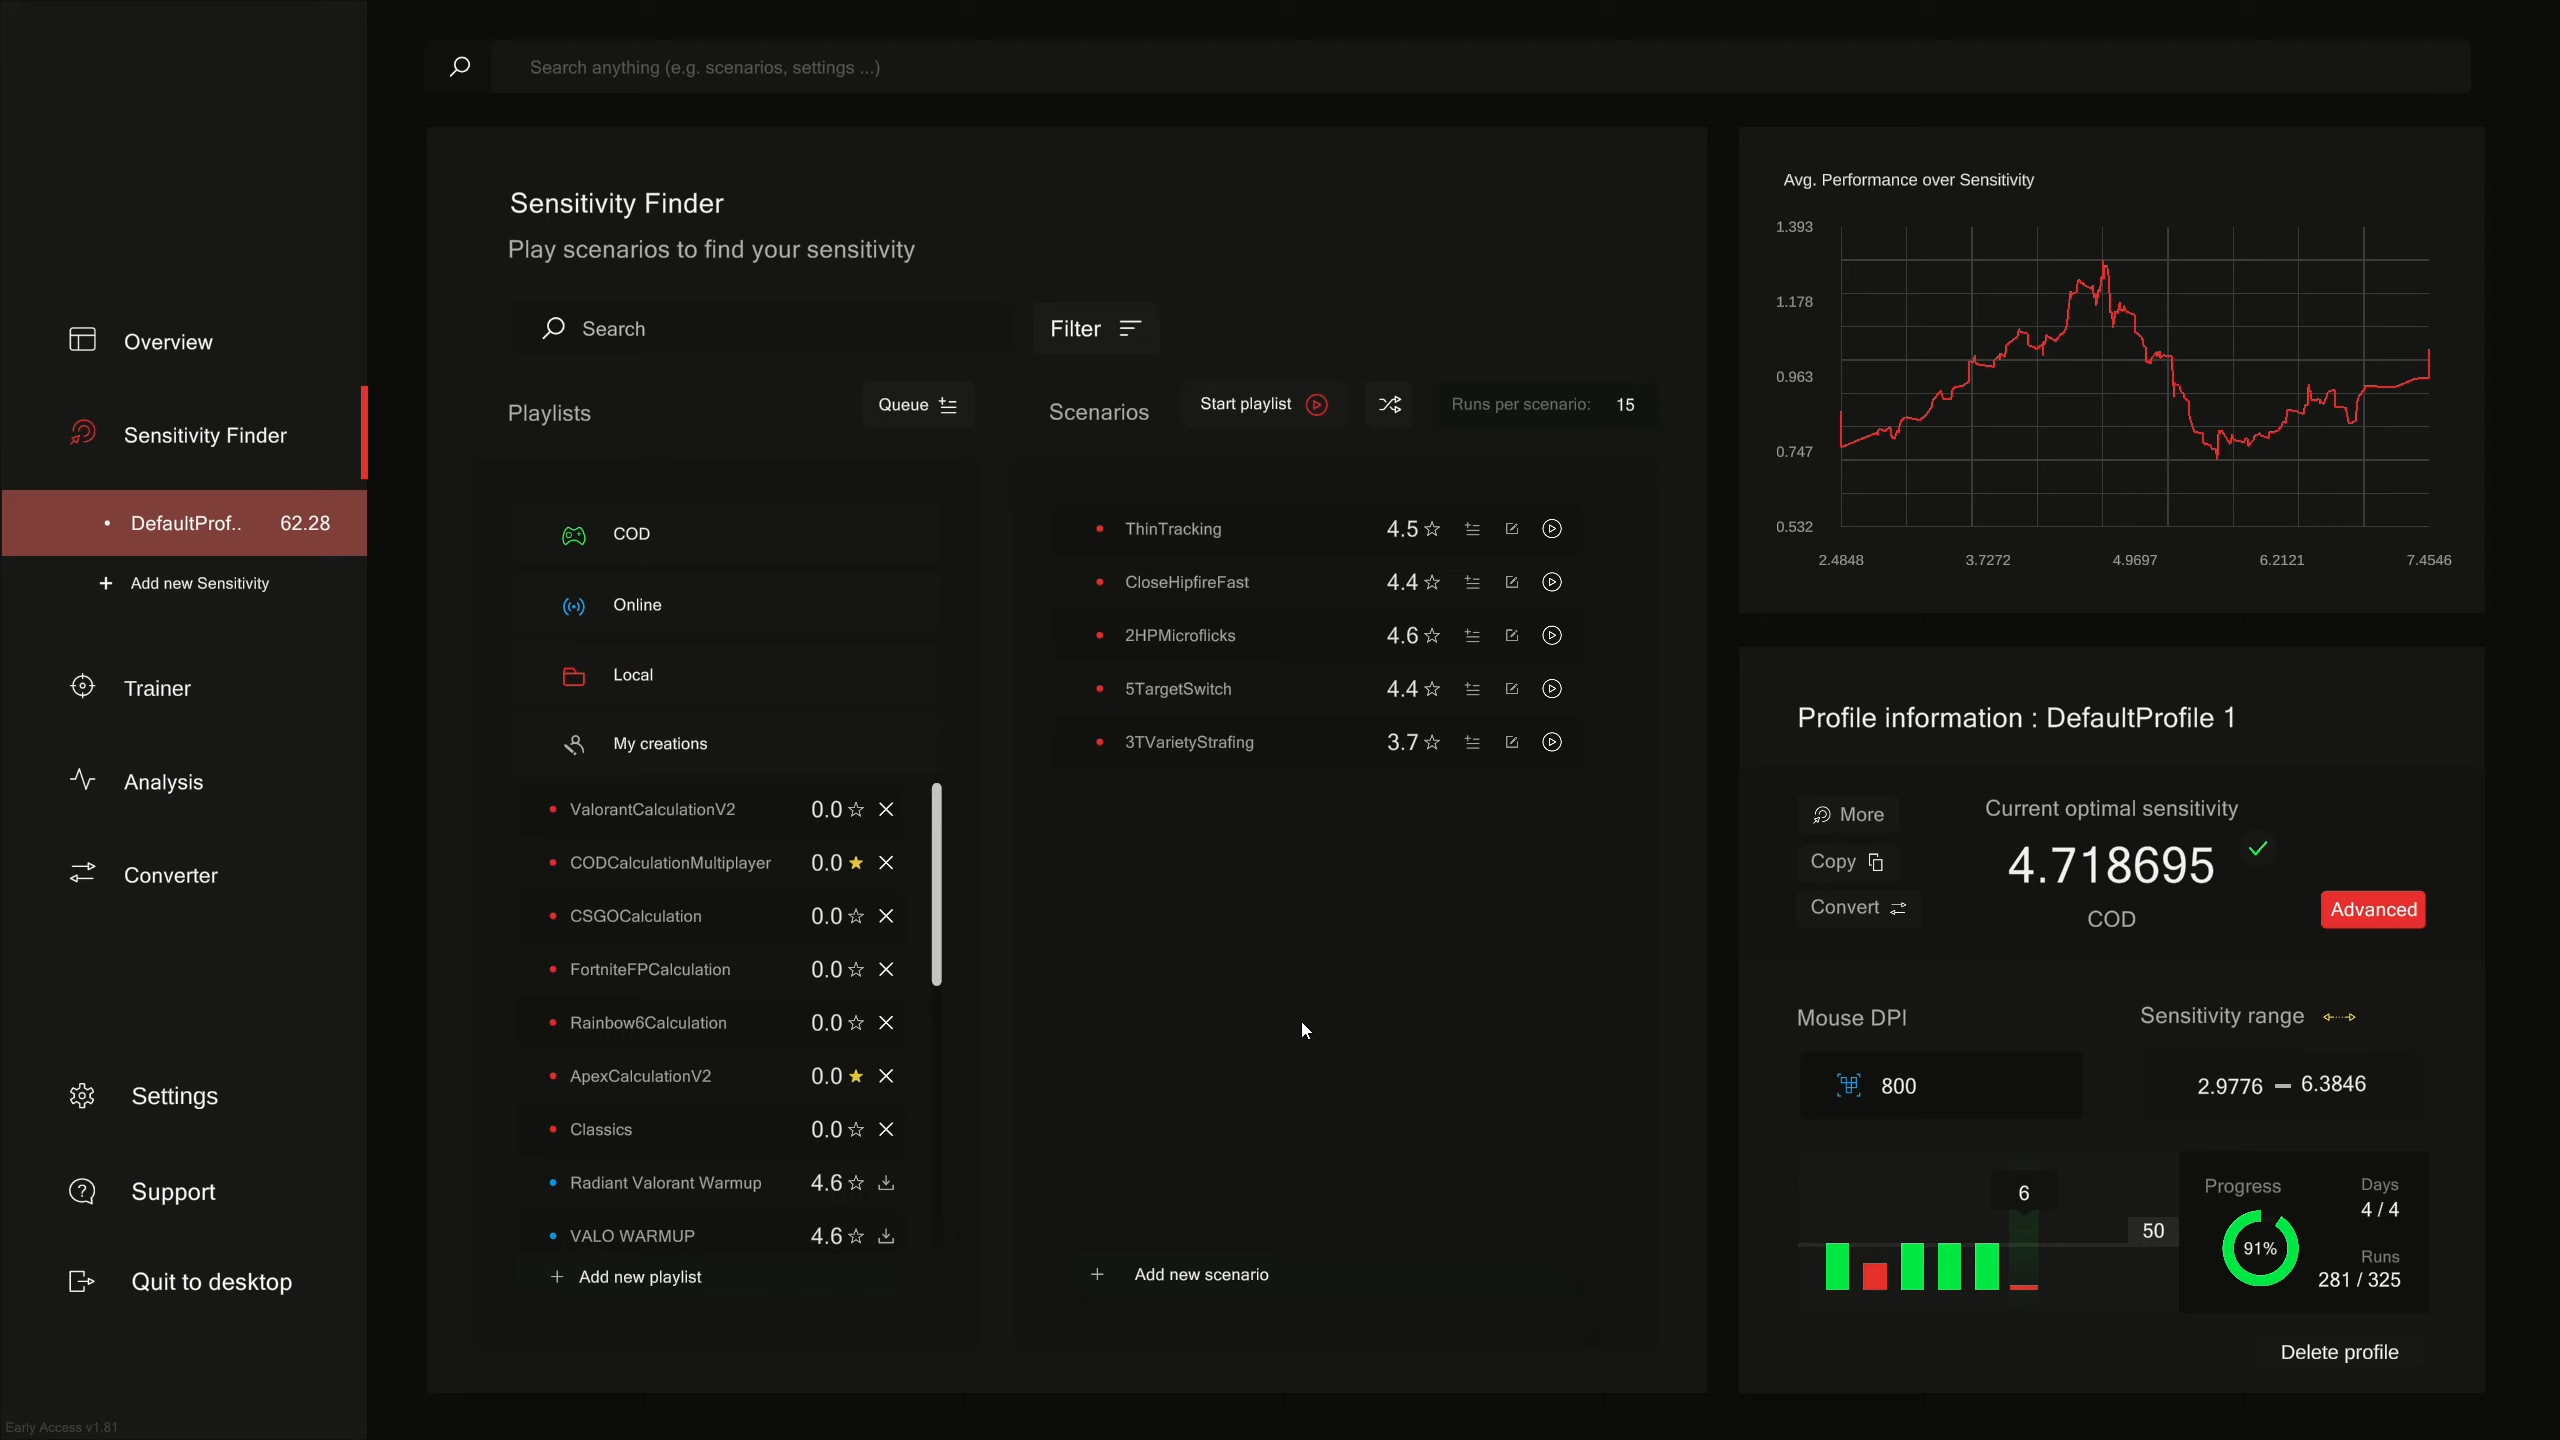 Search anything (e.g. scenarios, settings ...)
Overview
Sensitivity Finder
DefaultProf.. 62.28
+ Add new Sensitivity
Trainer
Analysis
Converter
Settings
Support
Quit to desktop
Early Access v1.81
Sensitivity Finder
Play scenarios to find your sensitivity
Search
Filter
Playlists
Queue
COD
Online
Local
My creations
ValorantCalculationV2 0.0
CODCalculationMultiplayer 0.0
CSGOCalculation 0.0
FortniteFPCalculation 0.0
Rainbow6Calculation 0.0
ApexCalculationV2 0.0
Classics 0.0
Radiant Valorant Warmup 4.6
VALO WARMUP 4.6
+ Add new playlist
Scenarios
Start playlist
Runs per scenario: 15
ThinTracking 4.5
CloseHipfireFast 4.4
2HPMicroflicks 4.6
5TargetSwitch 4.4
3TVarietyStrafing 3.7
+ Add new scenario
Avg. Performance over Sensitivity
1.393
1.178
0.963
0.747
0.532
2.4848 3.7272 4.9697 6.2121 7.4546
Profile information : DefaultProfile 1
More
Copy
Convert
Current optimal sensitivity
4.718695
COD
Advanced
Mouse DPI
800
Sensitivity range
2.9776 – 6.3846
6
50
Progress
91%
Days
4 / 4
Runs
281 / 325
Delete profile